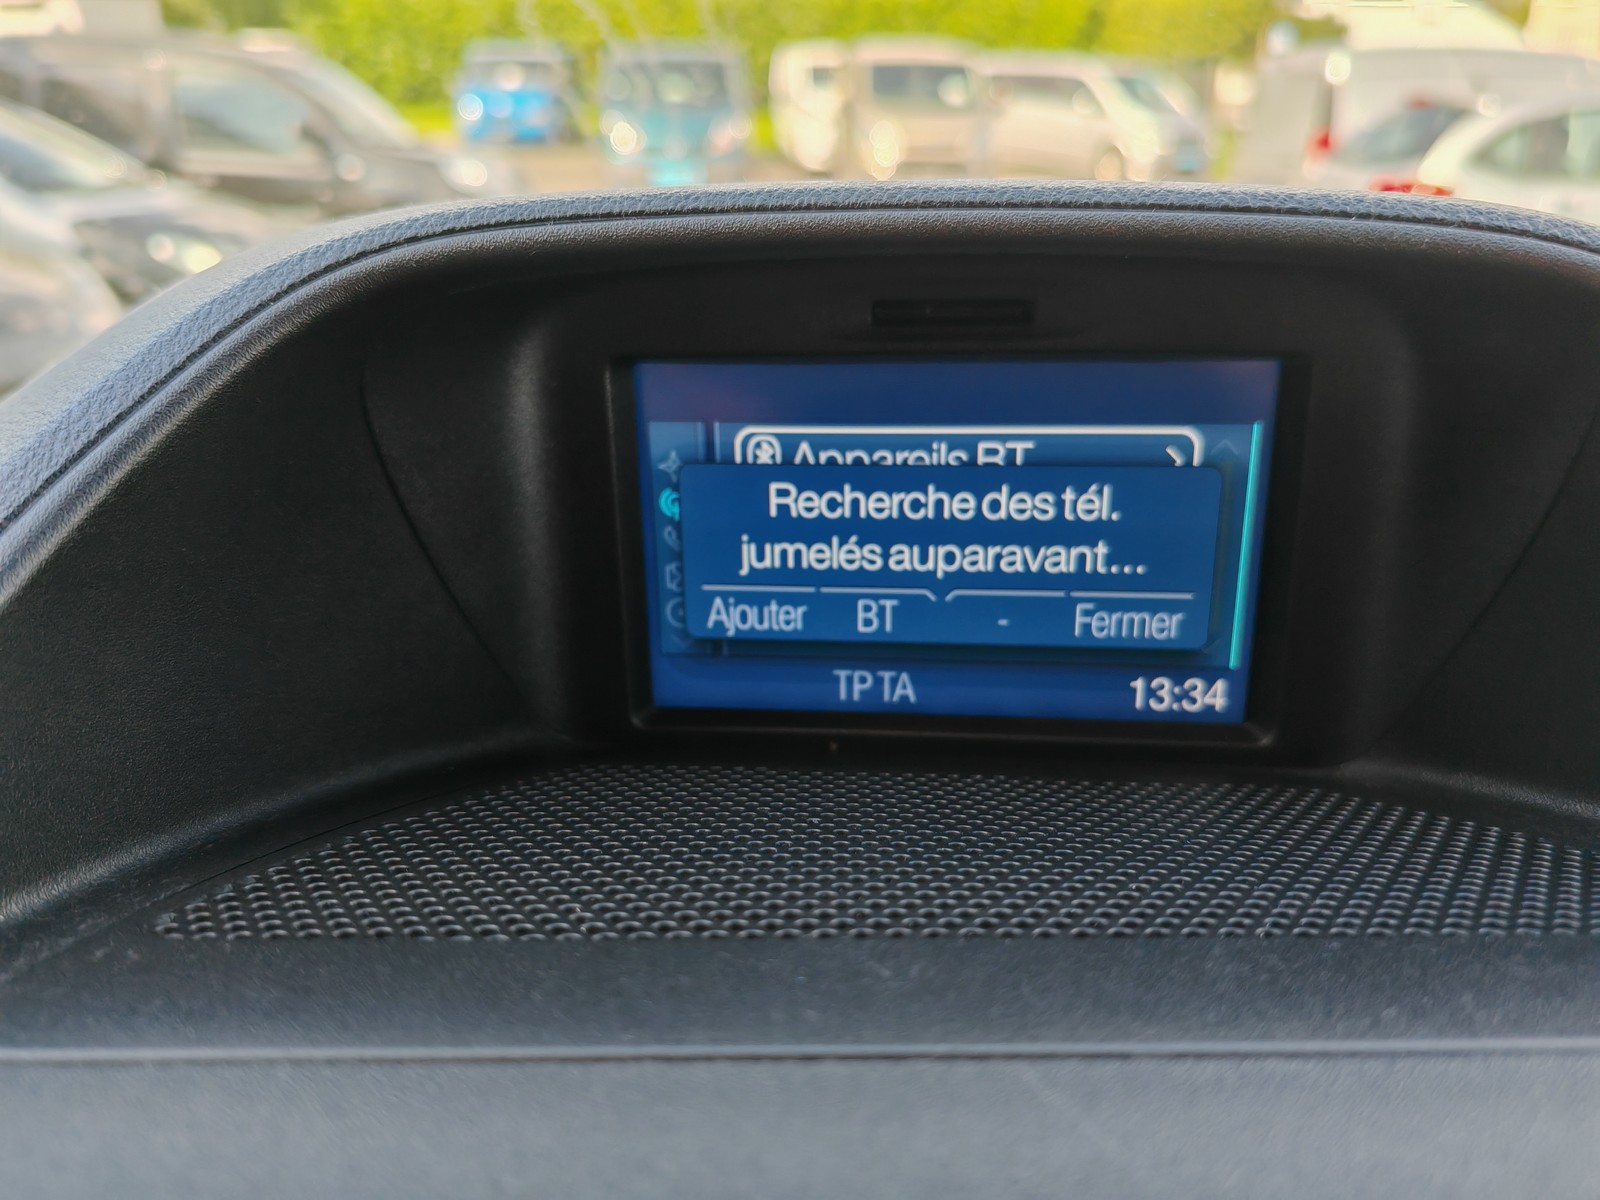 Appareils BT
Recherche des tél.
jumelés auparavant...
Ajouter BT - Fermer
TP TA 13:34